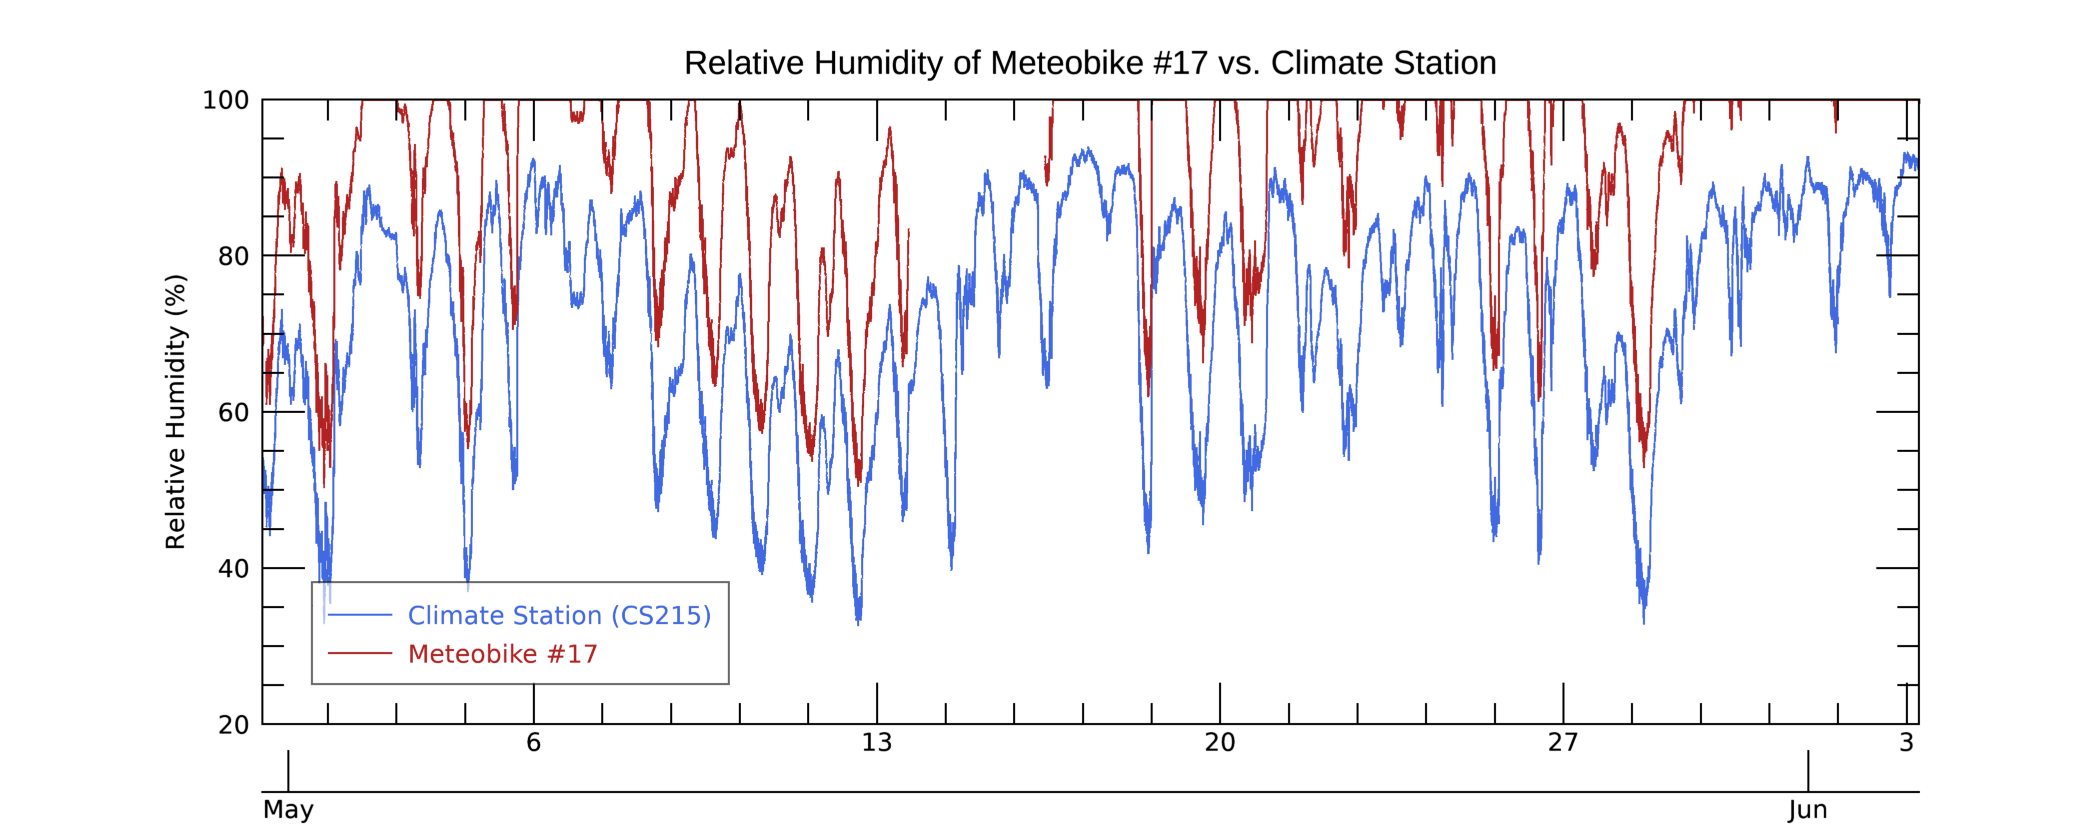 Relative Humidity of Meteobike #17 vs. Climate Station
Relative Humidity (%)
100
80
60
40
20
Climate Station (CS215)
Meteobike #17
6 13 20 27 3
May Jun